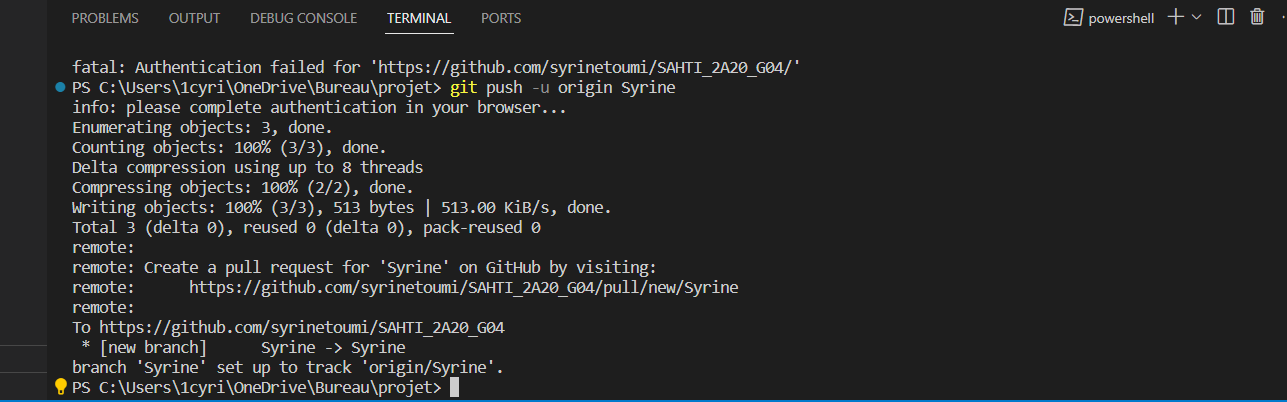 PROBLEMS OUTPUT DEBUG CONSOLE TERMINAL PORTS powershell
fatal: Authentication failed for 'https://github.com/syrinetoumi/SAHTI_2A20_G04/'
PS C:\Users\1cyri\OneDrive\Bureau\projet> git push -u origin Syrine
info: please complete authentication in your browser...
Enumerating objects: 3, done.
Counting objects: 100% (3/3), done.
Delta compression using up to 8 threads
Compressing objects: 100% (2/2), done.
Writing objects: 100% (3/3), 513 bytes | 513.00 KiB/s, done.
Total 3 (delta 0), reused 0 (delta 0), pack-reused 0
remote:
remote: Create a pull request for 'Syrine' on GitHub by visiting:
remote:      https://github.com/syrinetoumi/SAHTI_2A20_G04/pull/new/Syrine
remote:
To https://github.com/syrinetoumi/SAHTI_2A20_G04
 * [new branch]      Syrine -> Syrine
branch 'Syrine' set up to track 'origin/Syrine'.
PS C:\Users\1cyri\OneDrive\Bureau\projet>